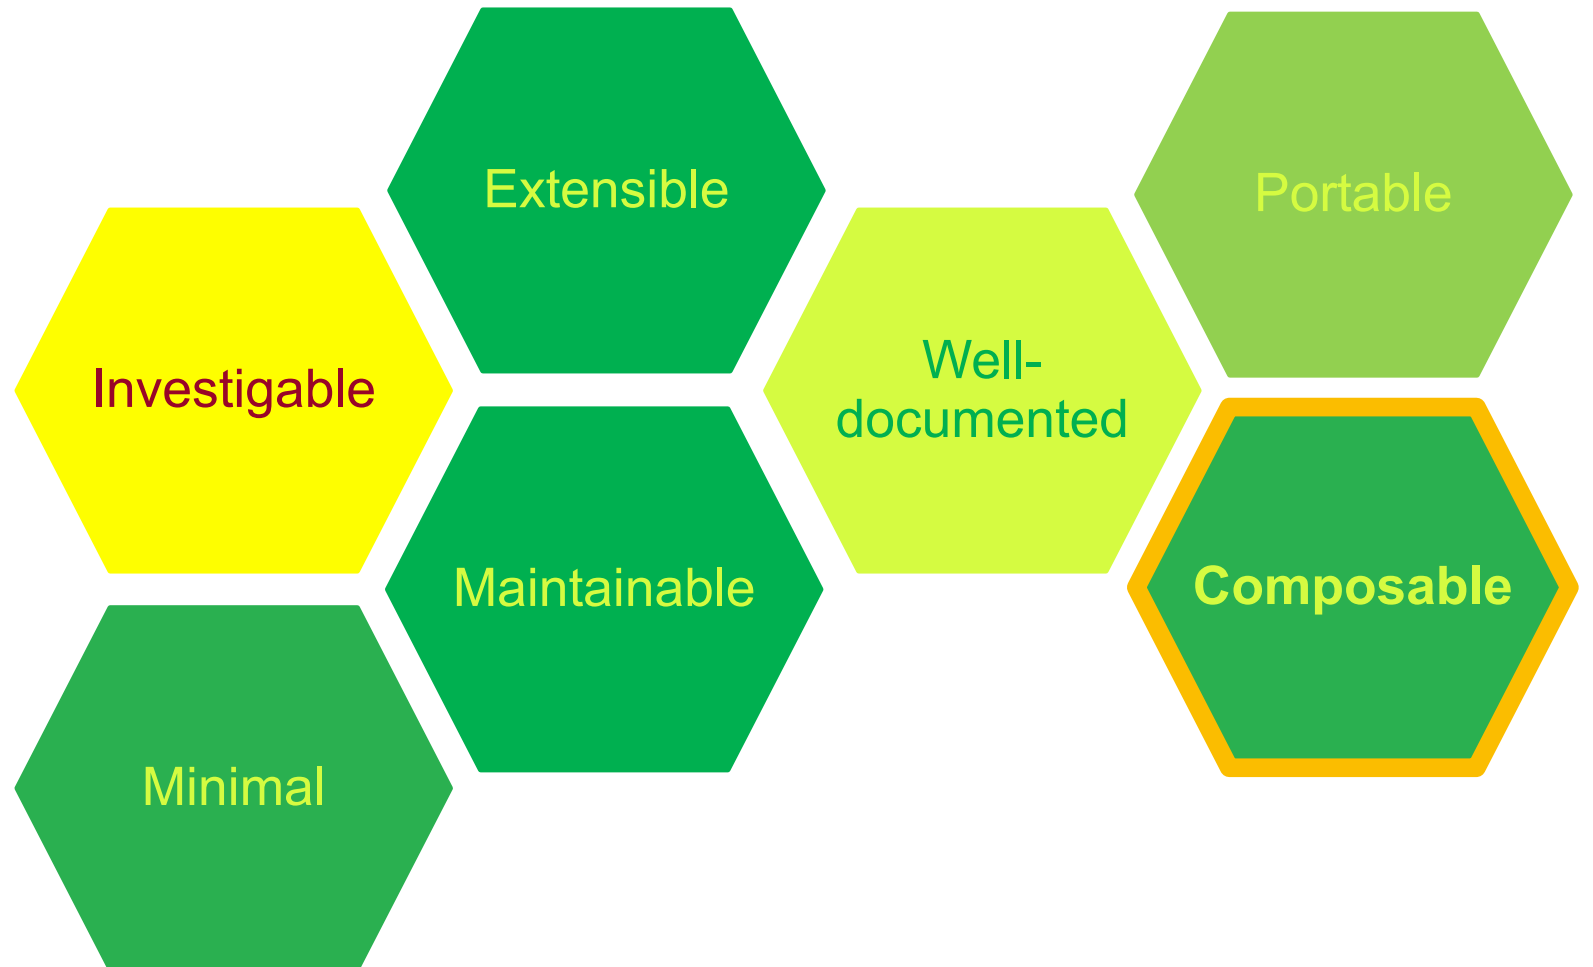 Extensible
Portable
Investigable
Well-
documented
Maintainable
Composable
Minimal